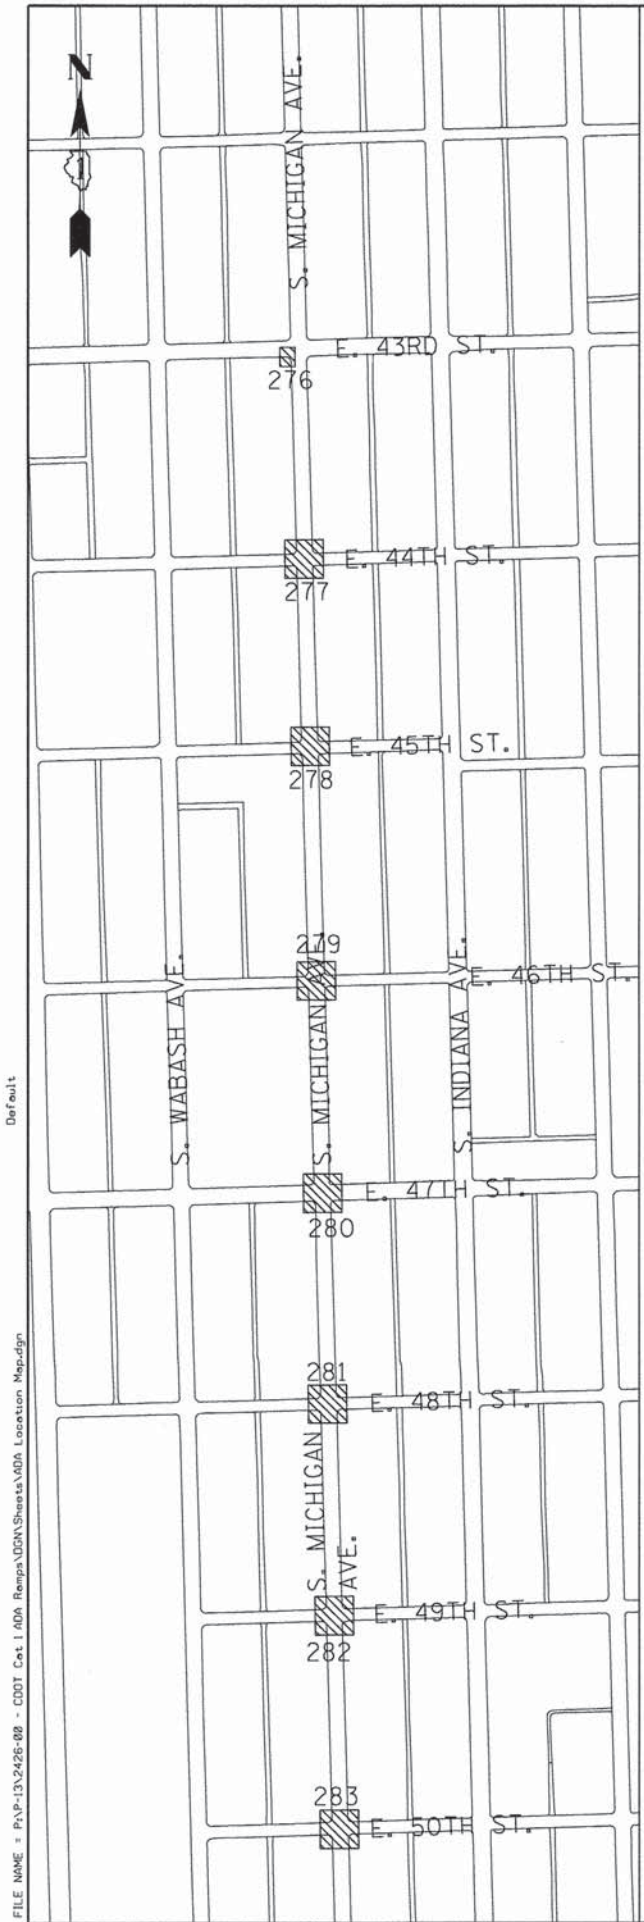 N
S. MICHIGAN AVE.
E. 43RD ST.
276
E. 44TH ST.
277
E. 45TH ST.
278
279
E. 46TH ST.
S. WABASH AVE.
S. MICHIGAN AVE.
S. INDIANA AVE.
E. 47TH ST.
280
281
E. 48TH ST.
S. MICHIGAN
AVE.
E. 49TH ST.
282
283
E. 50TH ST.
Default
FILE NAME = P:\P-13\2426-00 - CDOT Cat 1 ADA Ramps\DGN\Sheets\ADA Location Map.dgn